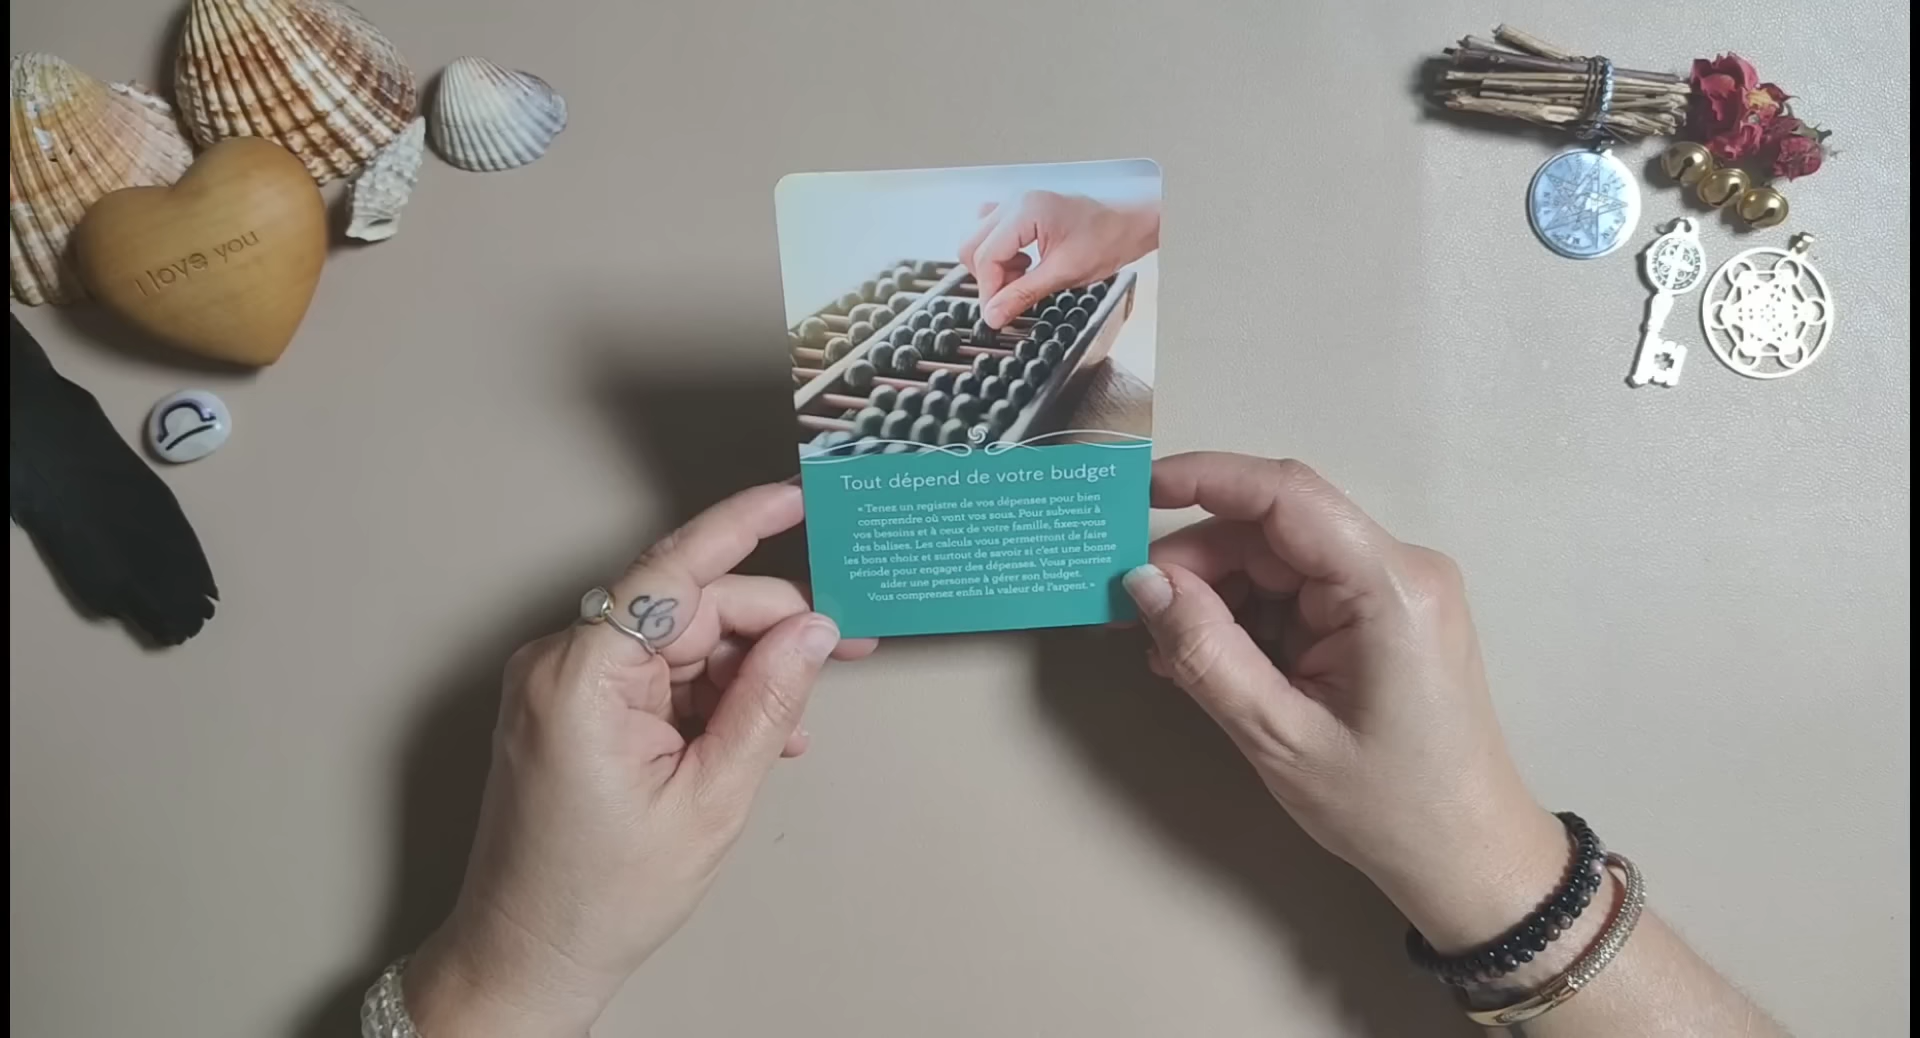 I love you
Tout dépend de votre budget
« Tenez un registre de vos dépenses pour bien
comprendre où vont vos sous. Pour subvenir à
vos besoins et à ceux de votre famille, fixez-vous
des balises. Les calculs vous permettront de faire
les bons choix et surtout de savoir si c'est une bonne
période pour engager des dépenses. Vous pourriez
aider une personne à gérer son budget.
Vous comprenez enfin la valeur de l'argent. »